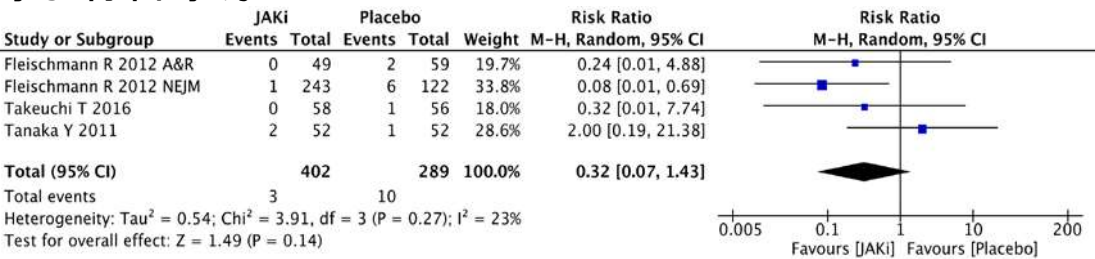 JAKi Placebo Risk Ratio Risk Ratio
Study or Subgroup Events Total Events Total Weight M-H, Random, 95% CI M-H, Random, 95% CI
Fleischmann R 2012 A&R 0 49 2 59 19.7% 0.24 [0.01, 4.88]
Fleischmann R 2012 NEJM 1 243 6 122 33.8% 0.08 [0.01, 0.69]
Takeuchi T 2016 0 58 1 56 18.0% 0.32 [0.01, 7.74]
Tanaka Y 2011 2 52 1 52 28.6% 2.00 [0.19, 21.38]
Total (95% CI) 402 289 100.0% 0.32 [0.07, 1.43]
Total events 3 10
Heterogeneity: Tau² = 0.54; Chi² = 3.91, df = 3 (P = 0.27); I² = 23%
Test for overall effect: Z = 1.49 (P = 0.14)
0.005 0.1 1 10 200
Favours [JAKi] Favours [Placebo]